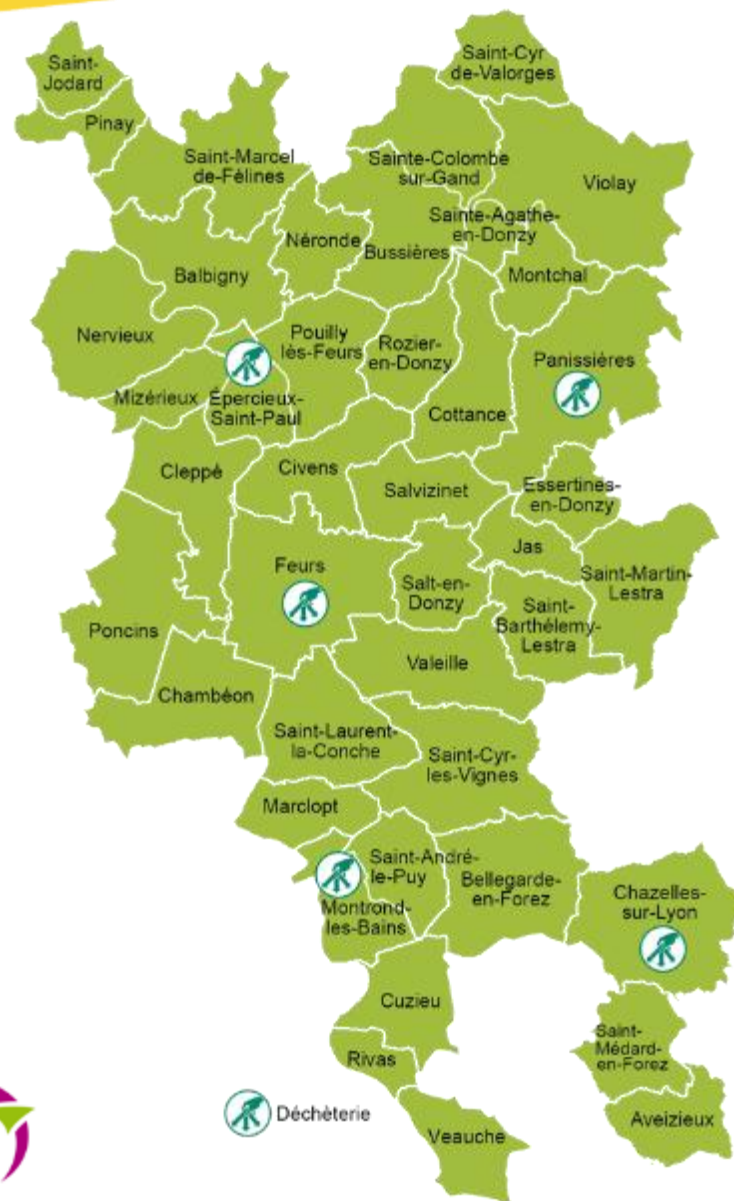 Saint-Cyr
de-Valorges
Saint-
Jodard
Pinay
Saint-Marcel
de-Félines
Sainte-Colombe
sur-Gand
Violay
Sainte-Agathe-
en-Donzy
Néronde
Bussières
Balbigny
Montchal
Nervieux
Pouilly
lès-Feurs
Rozier-
en-Donzy
Panissières
Mizérieux
Épercieux-
Saint-Paul
Cottance
Cleppé
Civens
Salvizinet
Essertines-
en-Donzy
Jas
Feurs
Saint-Martin-
Lestra
Salt-en-
Donzy
Saint-
Barthélemy-
Lestra
Poncins
Valeille
Chambéon
Saint-Laurent-
la-Conche
Saint-Cyr-
les-Vignes
Marclopt
Saint-André-
le-Puy
Bellegarde-
en-Forez
Chazelles-
sur-Lyon
Montrond-
les-Bains
Cuzieu
Saint-
Médard-
en-Forez
Rivas
Déchèterie
Aveizieux
Veauche